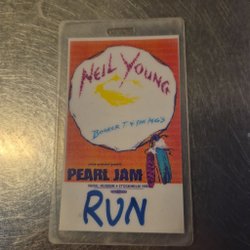 NEIL YOUNG
BOOKER T & THE MG'S
PEARL JAM
RUN